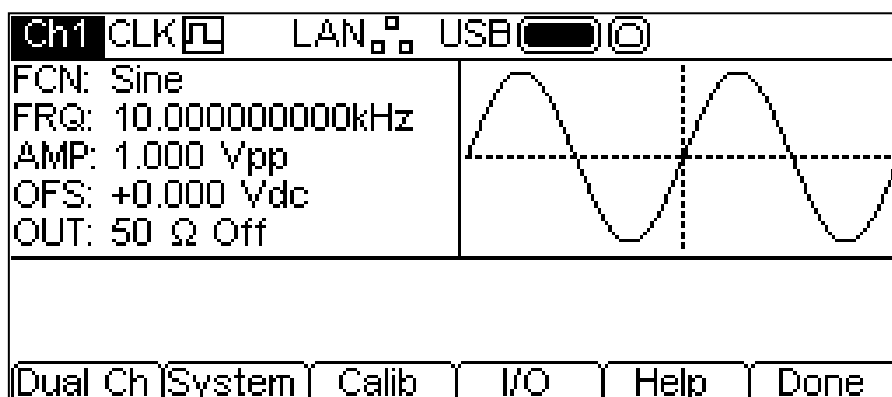 Ch1 CLK LAN USB
FCN: Sine
FRQ: 10.000000000kHz
AMP: 1.000 Vpp
OFS: +0.000 Vdc
OUT: 50 Ω Off
Dual Ch System Calib I/O Help Done